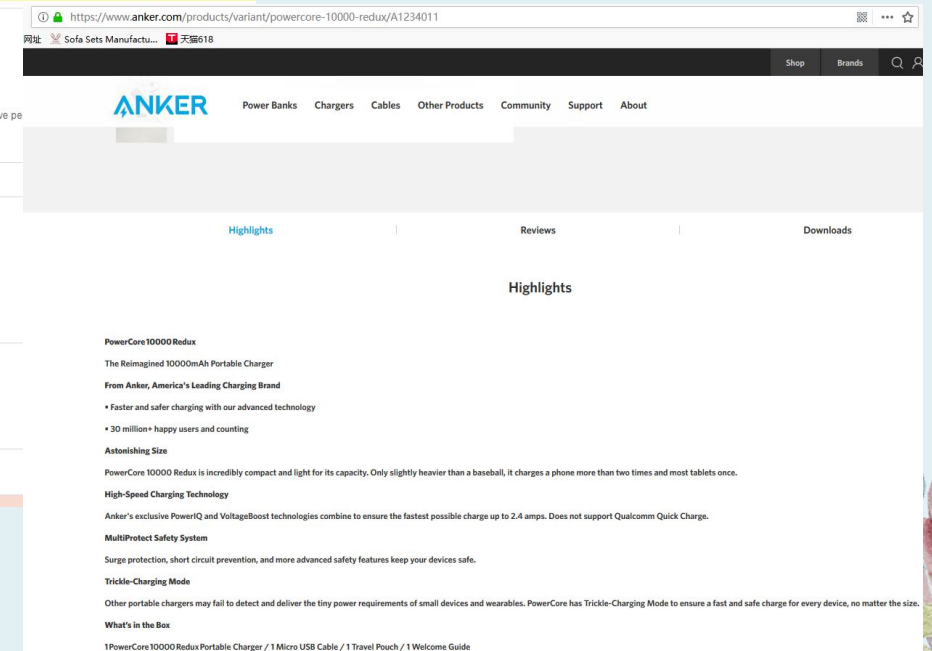 https://www.anker.com/products/variant/powercore-10000-redux/A1234011
网址 Sofa Sets Manufactu... T 天猫618
Shop Brands
ve pe
ANKER Power Banks Chargers Cables Other Products Community Support About
Highlights Reviews Downloads
Highlights
PowerCore 10000 Redux
The Reimagined 10000mAh Portable Charger
From Anker, America's Leading Charging Brand
• Faster and safer charging with our advanced technology
• 30 million+ happy users and counting
Astonishing Size
PowerCore 10000 Redux is incredibly compact and light for its capacity. Only slightly heavier than a baseball, it charges a phone more than two times and most tablets once.
High-Speed Charging Technology
Anker's exclusive PowerIQ and VoltageBoost technologies combine to ensure the fastest possible charge up to 2.4 amps. Does not support Qualcomm Quick Charge.
MultiProtect Safety System
Surge protection, short circuit prevention, and more advanced safety features keep your devices safe.
Trickle-Charging Mode
Other portable chargers may fail to detect and deliver the tiny power requirements of small devices and wearables. PowerCore has Trickle-Charging Mode to ensure a fast and safe charge for every device, no matter the size.
What's in the Box
1 PowerCore 10000 Redux Portable Charger / 1 Micro USB Cable / 1 Travel Pouch / 1 Welcome Guide